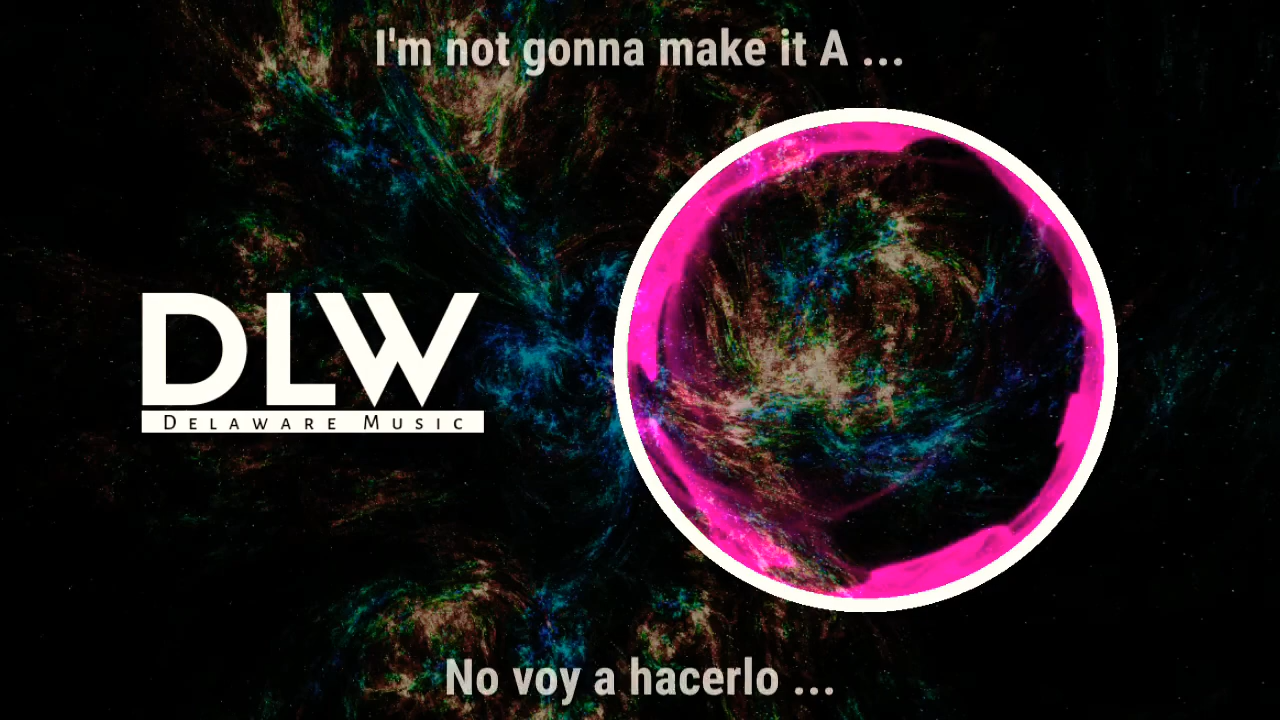 I'm not gonna make it A ...
DLW
Delaware Music
No voy a hacerlo ...